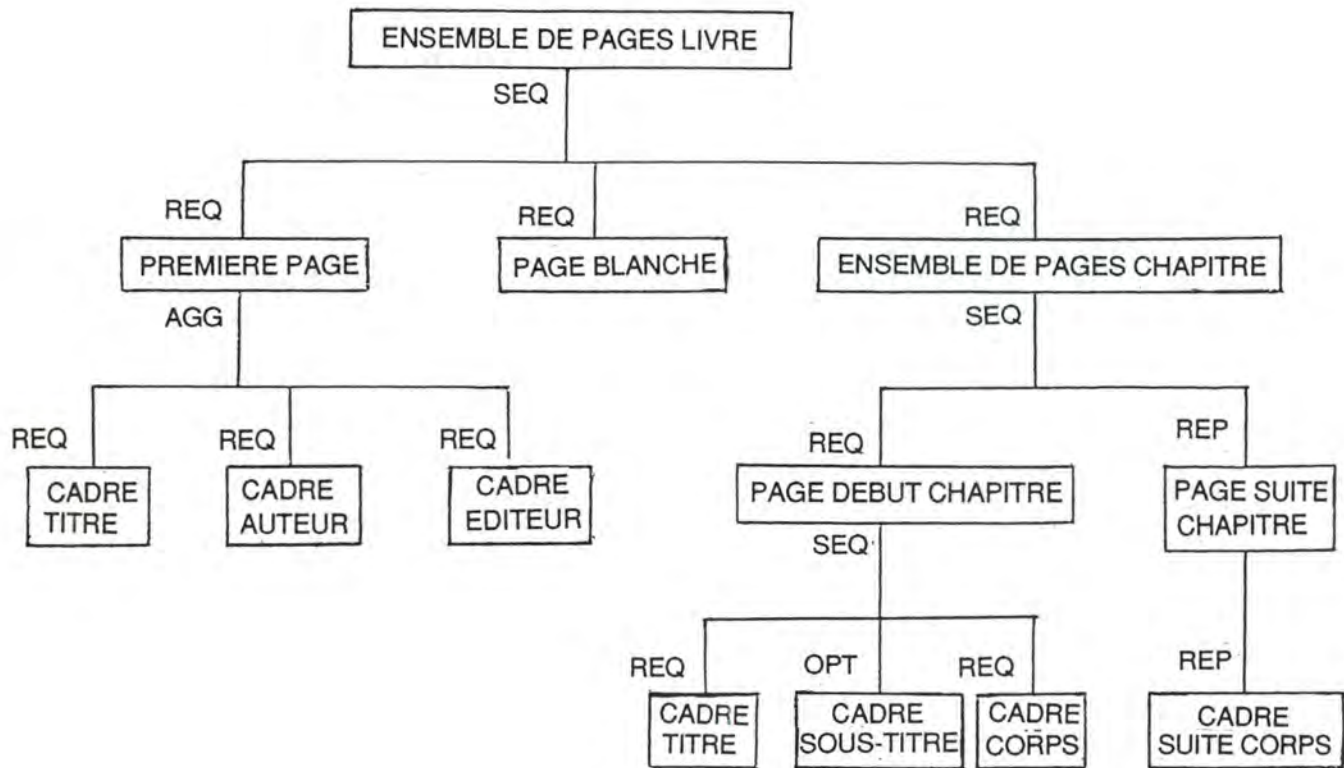 ENSEMBLE DE PAGES LIVRE
SEQ
REQ
REQ
REQ
PREMIERE PAGE
PAGE BLANCHE
ENSEMBLE DE PAGES CHAPITRE
AGG
SEQ
REQ
REQ
REQ
REQ
REP
CADRE
TITRE
CADRE
AUTEUR
CADRE
EDITEUR
PAGE DEBUT CHAPITRE
PAGE SUITE
CHAPITRE
SEQ
REQ
OPT
REQ
REP
CADRE
TITRE
CADRE
SOUS-TITRE
CADRE
CORPS
CADRE
SUITE CORPS